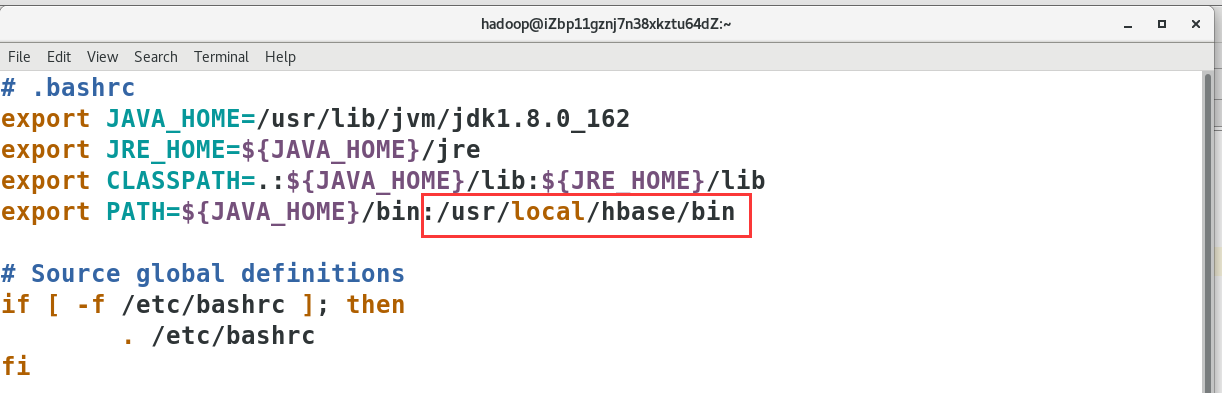 hadoop@iZbp11gznj7n38xkztu64dZ:~
File Edit View Search Terminal Help
# .bashrc
export JAVA_HOME=/usr/lib/jvm/jdk1.8.0_162
export JRE_HOME=${JAVA_HOME}/jre
export CLASSPATH=.:${JAVA_HOME}/lib:${JRE_HOME}/lib
export PATH=${JAVA_HOME}/bin:/usr/local/hbase/bin
# Source global definitions
if [ -f /etc/bashrc ]; then
        . /etc/bashrc
fi